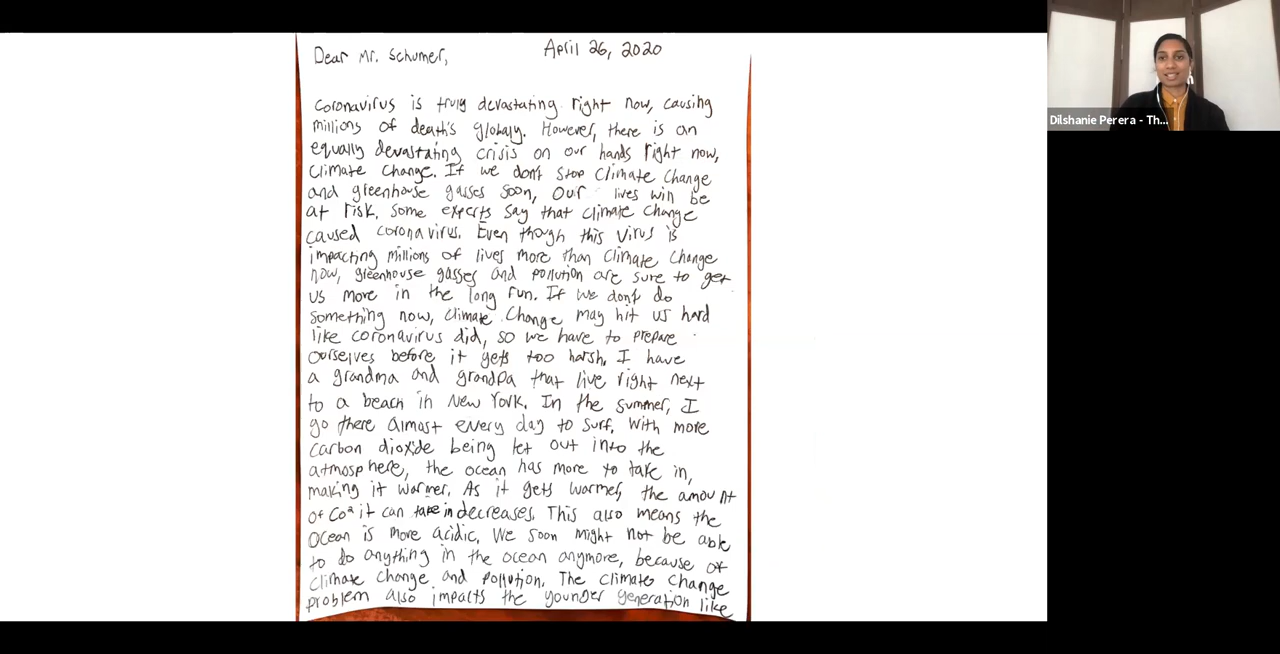 Dear Mr. Schumer,
April 26, 2020
Coronavirus is truly devastating right now, causing
millions of death's globaly. However, there is an
equally devastating crisis on our hands right now,
Climate Change. If we don't stop Climate Change
and greenhouse gasses soon, our lives will be
at risk. Some experts say that Climate Change
caused coronavirus. Even though this virus is
impacting millions of lives more than Climate Change
now, greenhouse gasses and pollution are sure to get
us more in the long run. If we don't do
something now, Climate Change may hit us hard
like coronavirus did, so we have to prepare
ourselves before it gets too harsh. I have
a grandma and grandpa that live right next
to a beach in New York. In the summer, I
go there almost every day to surf. With more
carbon dioxide being let out into the
atmosphere, the ocean has more to take in,
making it warmer. As it gets warmer, the amount
of Co² it can take in decreases. This also means the
ocean is more acidic. We soon might not be able
to do anything in the ocean anymore, because of
Climate Change and pollution. The Climate Change
problem also impacts the younger generation like
Dilshanie Perera - Th...